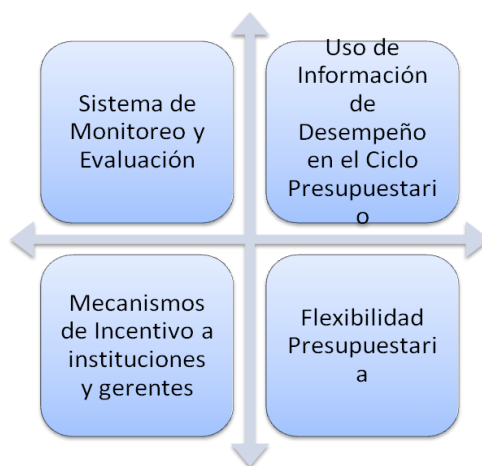 Sistema de
Monitoreo y
Evaluación
Uso de
Información
de
Desempeño
en el Ciclo
Presupuestari
o
Mecanismos
de Incentivo a
instituciones
y gerentes
Flexibilidad
Presupuestari
a